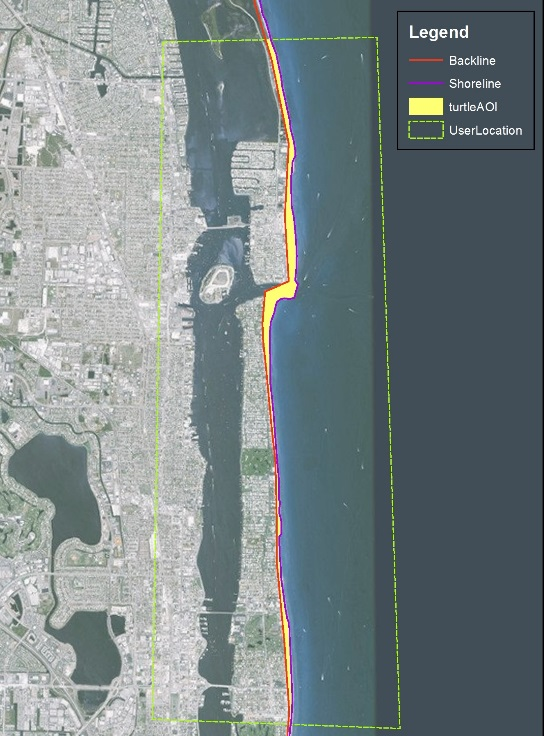 Legend
Backline
Shoreline
turtleAOI
UserLocation